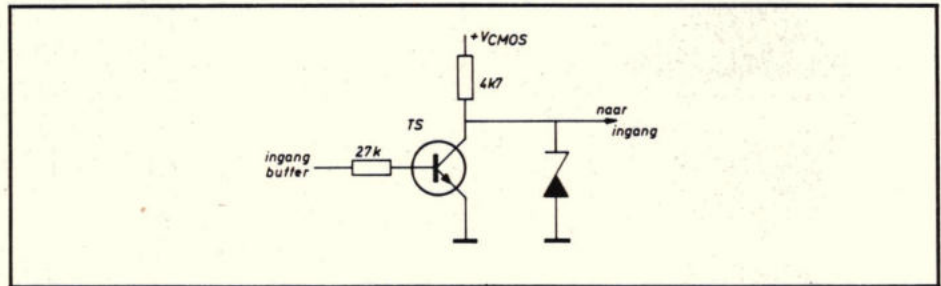 +VCMOS
4k7
TS
naar
ingang
27k
ingang
buffer